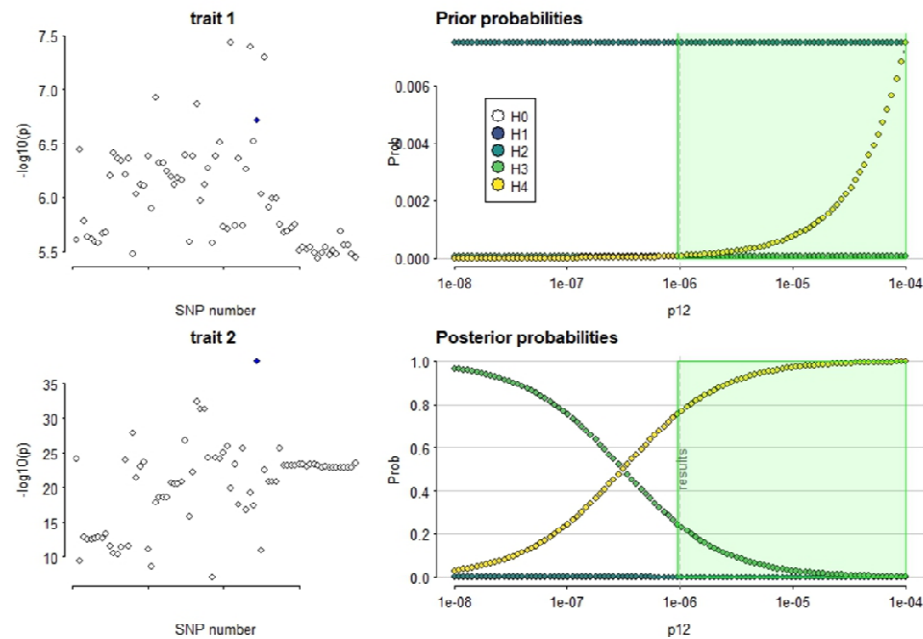 trait 1
7.5
7.0
6.5
6.0
5.5
-log10(p)
SNP number
Prior probabilities
0.006
0.004
0.002
0.000
Prob
H0
H1
H2
H3
H4
1e-08
1e-07
1e-06
1e-05
1e-04
p12
trait 2
35
30
25
20
15
10
-log10(p)
SNP number
Posterior probabilities
1.0
0.8
0.6
0.4
0.2
0.0
Prob
results
1e-08
1e-07
1e-06
1e-05
1e-04
p12